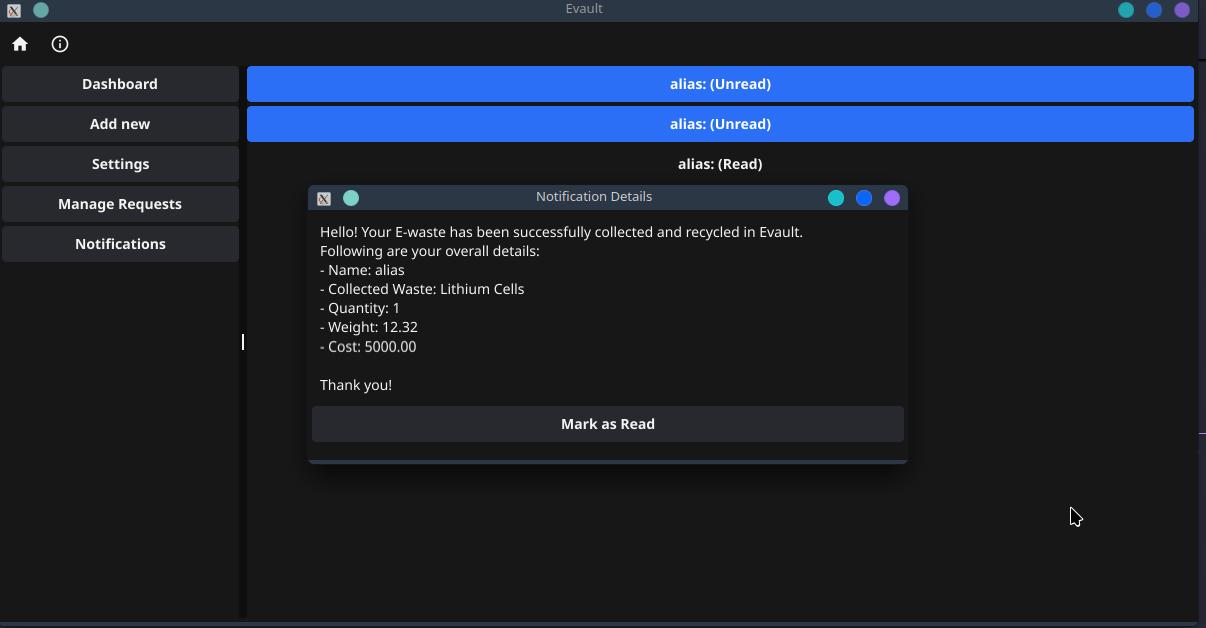 Evault
Dashboard
Add new
Settings
Manage Requests
Notifications
alias: (Unread)
alias: (Unread)
alias: (Read)
Notification Details
Hello! Your E-waste has been successfully collected and recycled in Evault.
Following are your overall details:
- Name: alias
- Collected Waste: Lithium Cells
- Quantity: 1
- Weight: 12.32
- Cost: 5000.00
Thank you!
Mark as Read